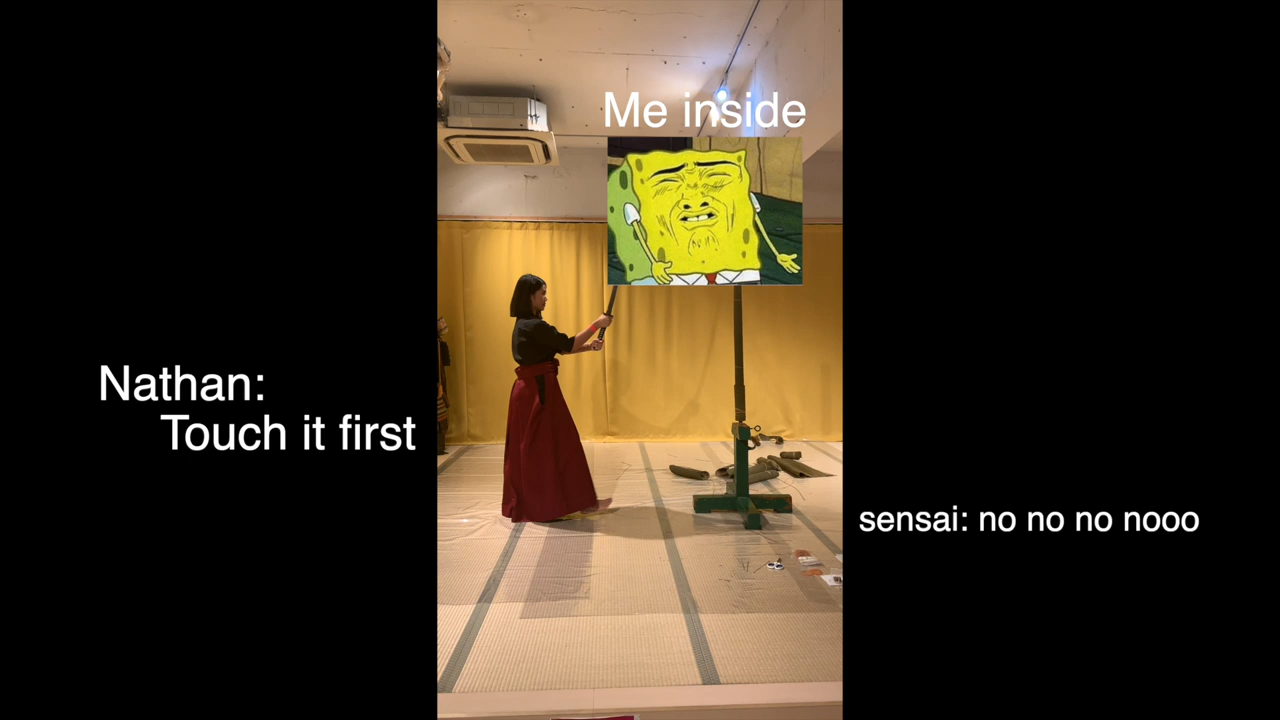 Me inside
Nathan:
Touch it first
sensai: no no no nooo